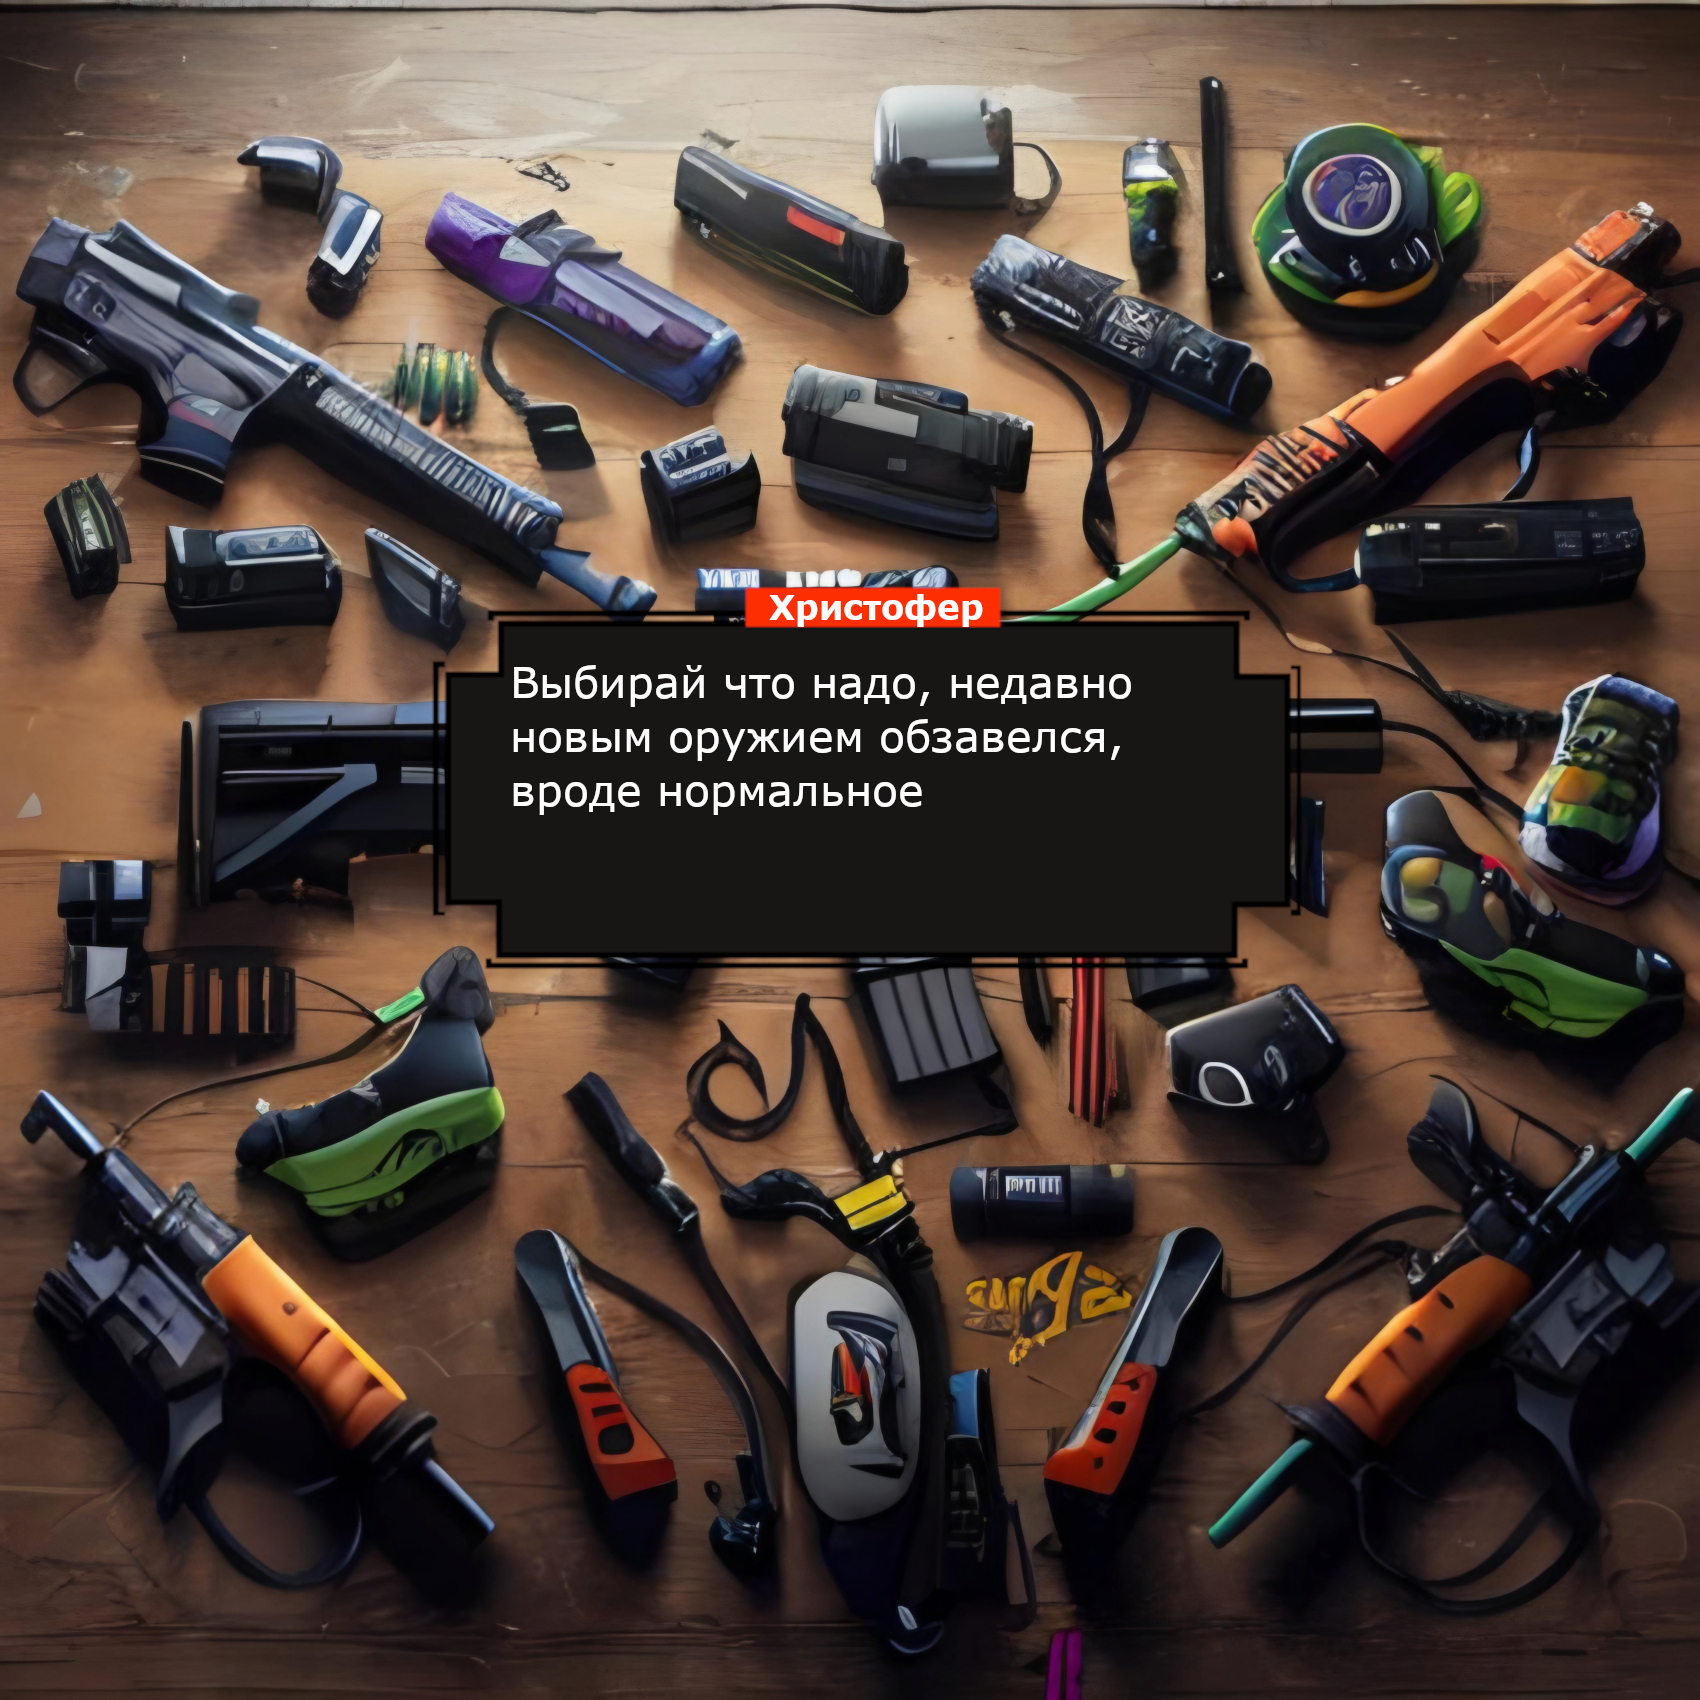 Христофер
Выбирай что надо, недавно
новым оружием обзавелся,
вроде нормальное